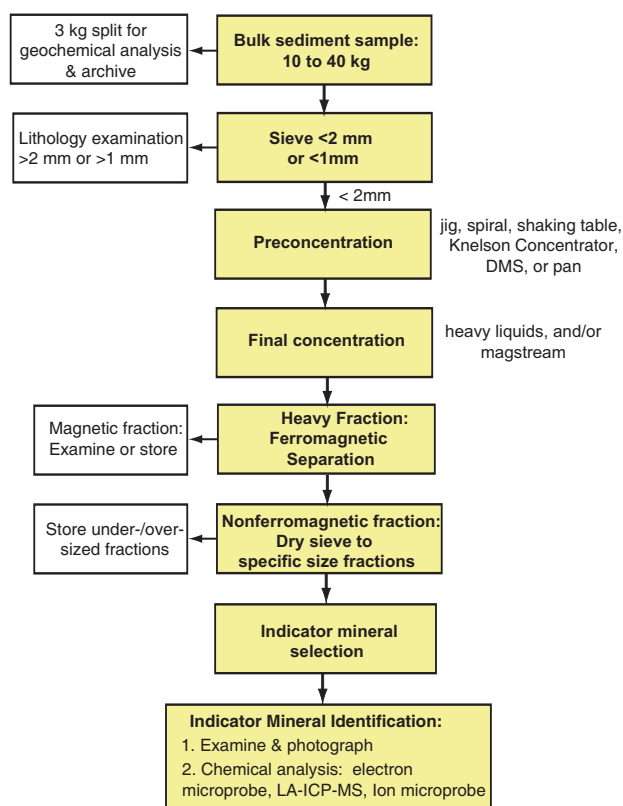 3 kg split for
geochemical analysis
& archive
Bulk sediment sample:
10 to 40 kg
Lithology examination
>2 mm or >1 mm
Sieve <2 mm
or <1mm
< 2mm
Preconcentration
jig, spiral, shaking table,
Knelson Concentrator,
DMS, or pan
Final concentration
heavy liquids, and/or
magstream
Magnetic fraction:
Examine or store
Heavy Fraction:
Ferromagnetic
Separation
Store under-/over-
sized fractions
Nonferromagnetic fraction:
Dry sieve to
specific size fractions
Indicator mineral
selection
Indicator Mineral Identification:
1. Examine & photograph
2. Chemical analysis: electron
microprobe, LA-ICP-MS, Ion microprobe